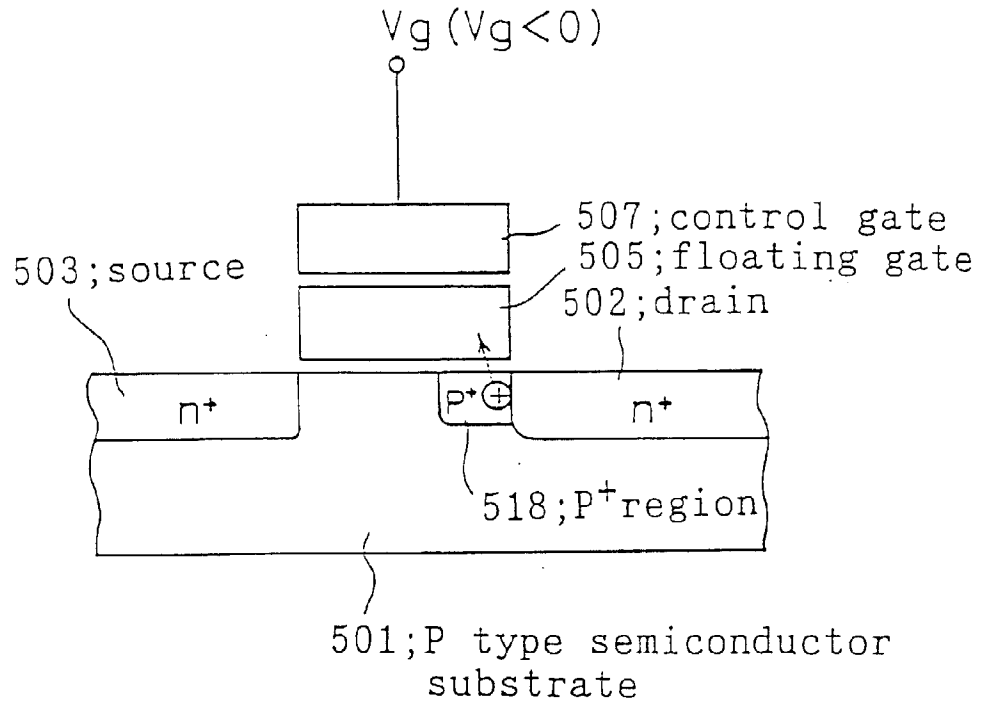 Vg (Vg<0)
507;control gate
505;floating gate
503;source
502;drain
n⁺
P⁺
+
n⁺
518;P⁺region
501;P type semiconductor
substrate